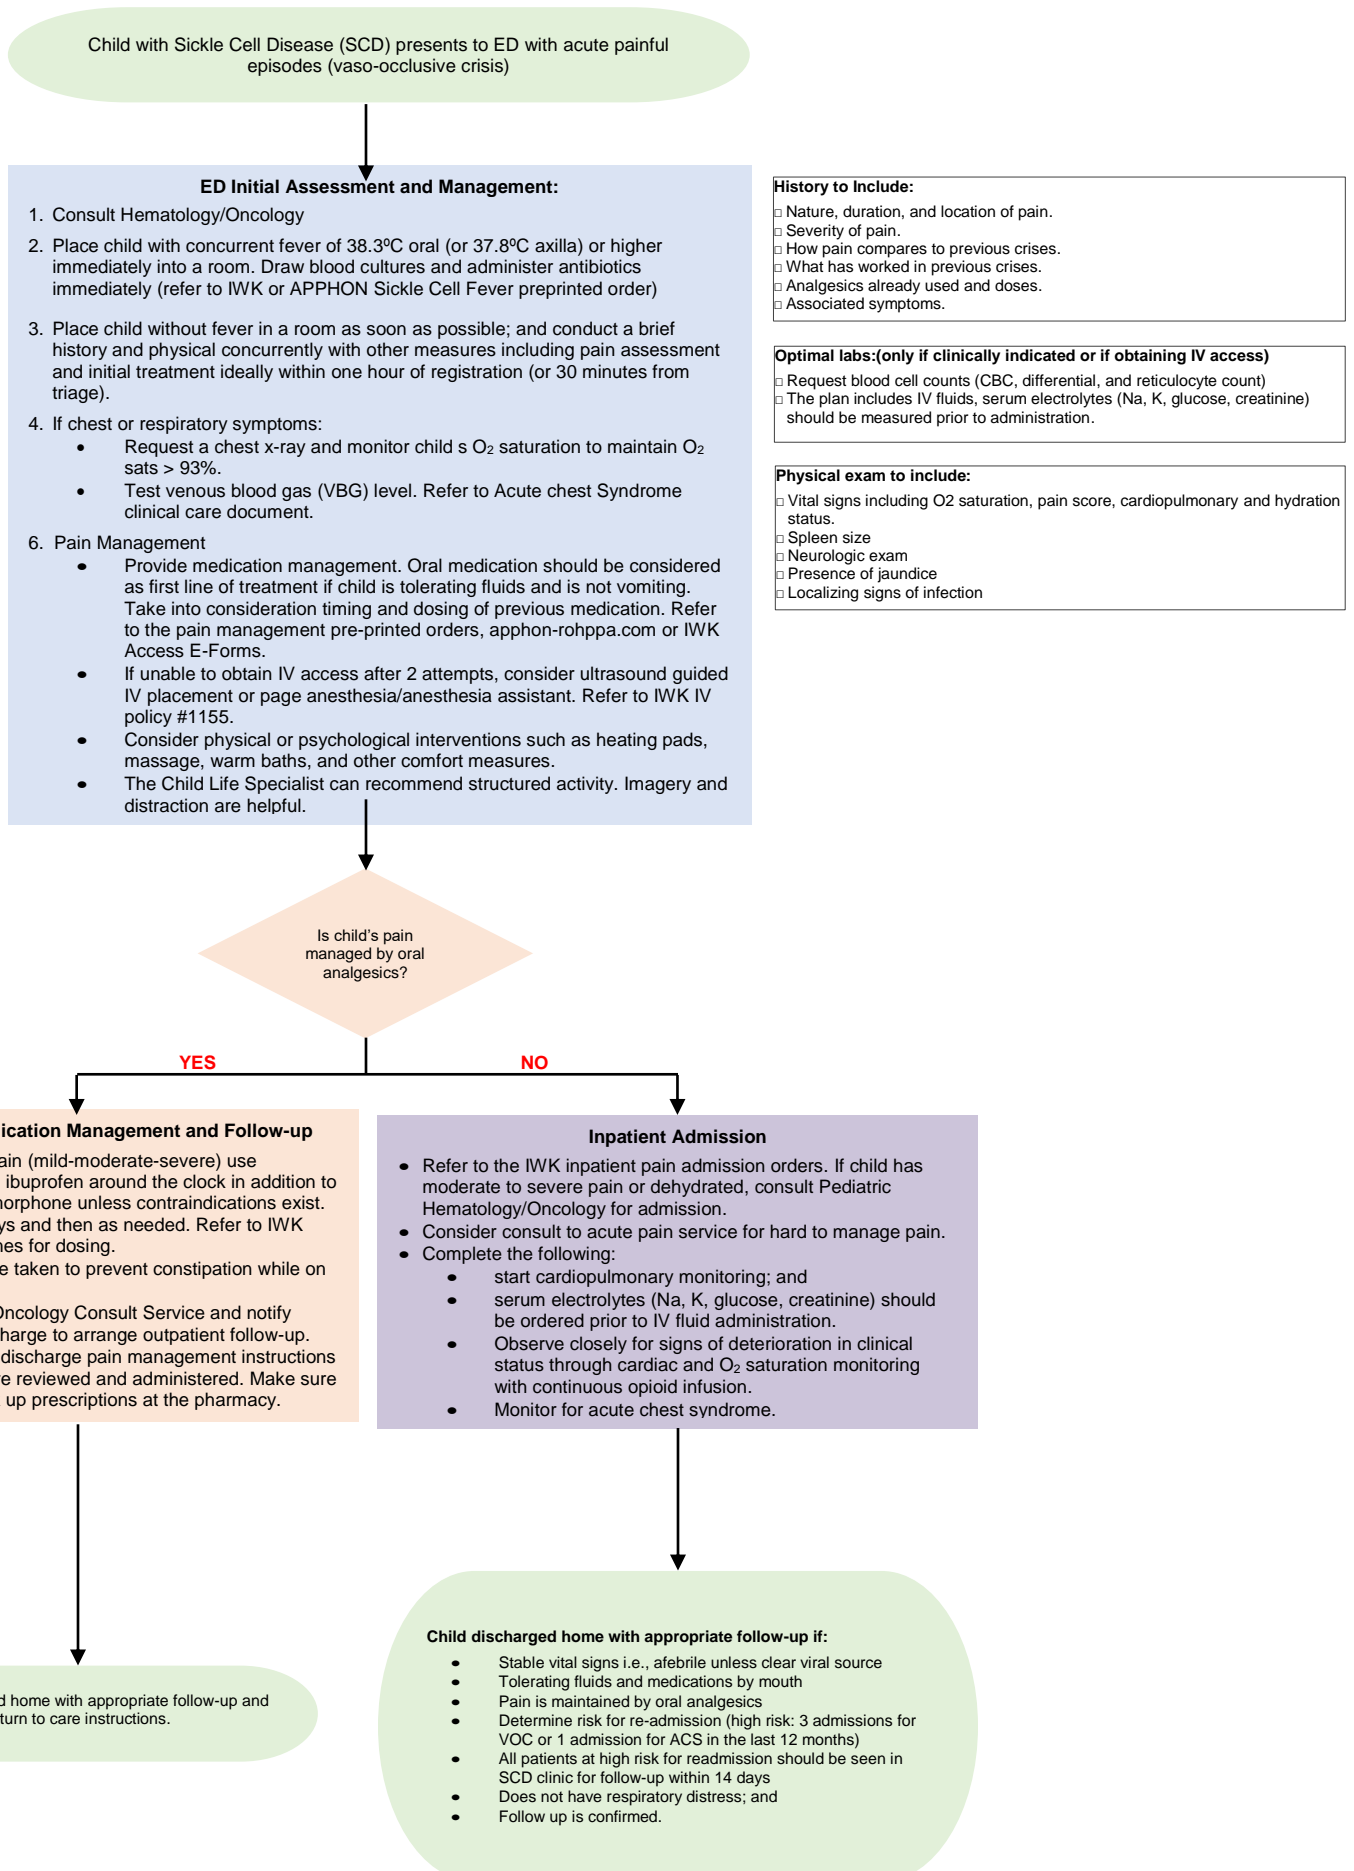 Child with Sickle Cell Disease (SCD) presents to ED with acute painful
episodes (vaso-occlusive crisis)
ED Initial Assessment and Management:
1. Consult Hematology/Oncology
2. Place child with concurrent fever of 38.3ºC oral (or 37.8ºC axilla) or higher
immediately into a room. Draw blood cultures and administer antibiotics
immediately (refer to IWK or APPHON Sickle Cell Fever preprinted order)
3. Place child without fever in a room as soon as possible; and conduct a brief
history and physical concurrently with other measures including pain assessment
and initial treatment ideally within one hour of registration (or 30 minutes from
triage).
4. If chest or respiratory symptoms:
• Request a chest x-ray and monitor child s O₂ saturation to maintain O₂
sats > 93%.
• Test venous blood gas (VBG) level. Refer to Acute chest Syndrome
clinical care document.
6. Pain Management
• Provide medication management. Oral medication should be considered
as first line of treatment if child is tolerating fluids and is not vomiting.
Take into consideration timing and dosing of previous medication. Refer
to the pain management pre-printed orders, apphon-rohppa.com or IWK
Access E-Forms.
• If unable to obtain IV access after 2 attempts, consider ultrasound guided
IV placement or page anesthesia/anesthesia assistant. Refer to IWK IV
policy #1155.
• Consider physical or psychological interventions such as heating pads,
massage, warm baths, and other comfort measures.
• The Child Life Specialist can recommend structured activity. Imagery and
distraction are helpful.
History to Include:
□ Nature, duration, and location of pain.
□ Severity of pain.
□ How pain compares to previous crises.
□ What has worked in previous crises.
□ Analgesics already used and doses.
□ Associated symptoms.
Optimal labs:(only if clinically indicated or if obtaining IV access)
□ Request blood cell counts (CBC, differential, and reticulocyte count)
□ The plan includes IV fluids, serum electrolytes (Na, K, glucose, creatinine)
should be measured prior to administration.
Physical exam to include:
□ Vital signs including O2 saturation, pain score, cardiopulmonary and hydration
status.
□ Spleen size
□ Neurologic exam
□ Presence of jaundice
□ Localizing signs of infection
Is child's pain
managed by oral
analgesics?
YES
NO
ication Management and Follow-up
ain (mild-moderate-severe) use
ibuprofen around the clock in addition to
morphone unless contraindications exist.
ys and then as needed. Refer to IWK
nes for dosing.
e taken to prevent constipation while on
Oncology Consult Service and notify
charge to arrange outpatient follow-up.
discharge pain management instructions
re reviewed and administered. Make sure
up prescriptions at the pharmacy.
Inpatient Admission
• Refer to the IWK inpatient pain admission orders. If child has
moderate to severe pain or dehydrated, consult Pediatric
Hematology/Oncology for admission.
• Consider consult to acute pain service for hard to manage pain.
• Complete the following:
• start cardiopulmonary monitoring; and
• serum electrolytes (Na, K, glucose, creatinine) should
be ordered prior to IV fluid administration.
• Observe closely for signs of deterioration in clinical
status through cardiac and O₂ saturation monitoring
with continuous opioid infusion.
• Monitor for acute chest syndrome.
d home with appropriate follow-up and
turn to care instructions.
Child discharged home with appropriate follow-up if:
• Stable vital signs i.e., afebrile unless clear viral source
• Tolerating fluids and medications by mouth
• Pain is maintained by oral analgesics
• Determine risk for re-admission (high risk: 3 admissions for
VOC or 1 admission for ACS in the last 12 months)
• All patients at high risk for readmission should be seen in
SCD clinic for follow-up within 14 days
• Does not have respiratory distress; and
• Follow up is confirmed.